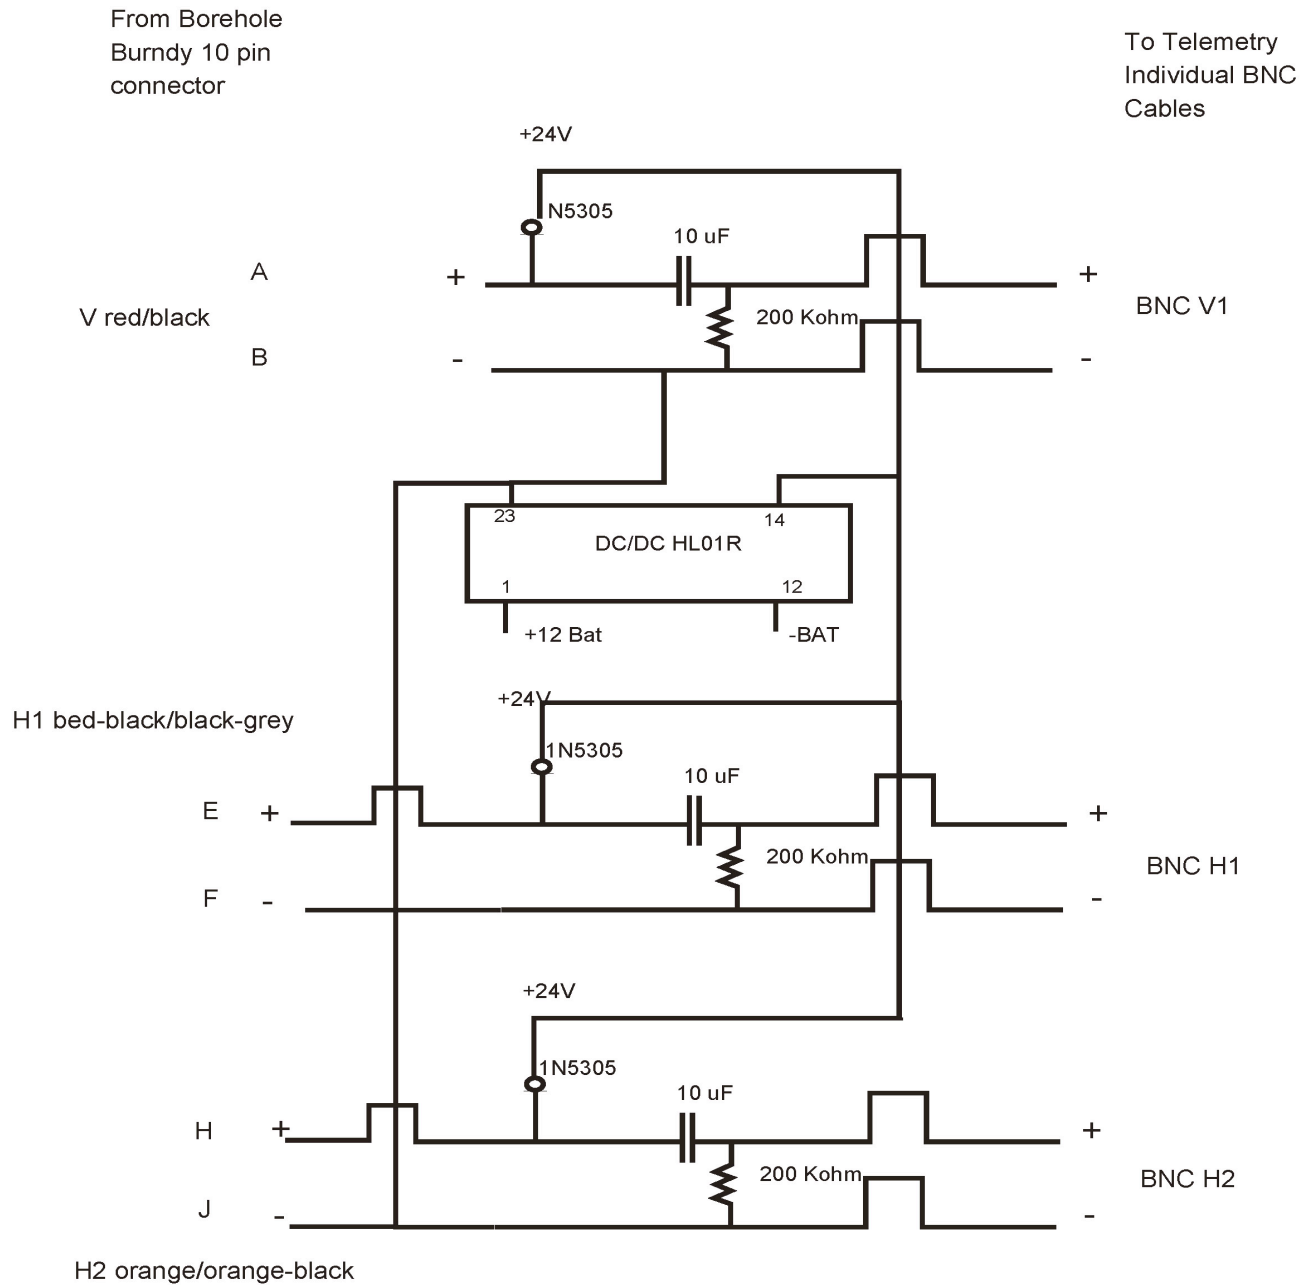 From Borehole
Burndy 10 pin
connector
To Telemetry
Individual BNC
Cables
+24V
N5305
10 uF
A
+
+
V red/black
200 Kohm
BNC V1
B
-
-
23
14
DC/DC HL01R
1
12
+12 Bat
-BAT
+24V
H1 bed-black/black-grey
1N5305
10 uF
E
+
+
200 Kohm
BNC H1
F
-
-
+24V
1N5305
10 uF
H
+
+
200 Kohm
BNC H2
J
-
-
H2 orange/orange-black